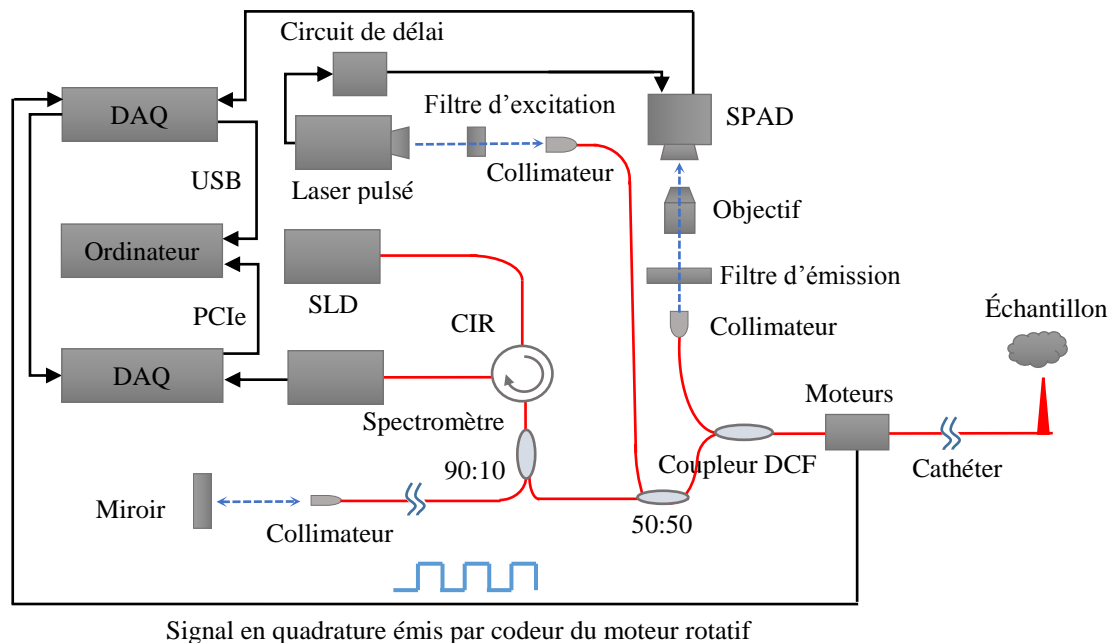 Circuit de délai
DAQ
Filtre d’excitation
SPAD
USB
Laser pulsé
Collimateur
Objectif
Ordinateur
SLD
Filtre d’émission
PCIe
CIR
Collimateur
Échantillon
DAQ
Spectromètre
Moteurs
90:10
Coupleur DCF
Cathéter
Miroir
Collimateur
50:50
Signal en quadrature émis par codeur du moteur rotatif